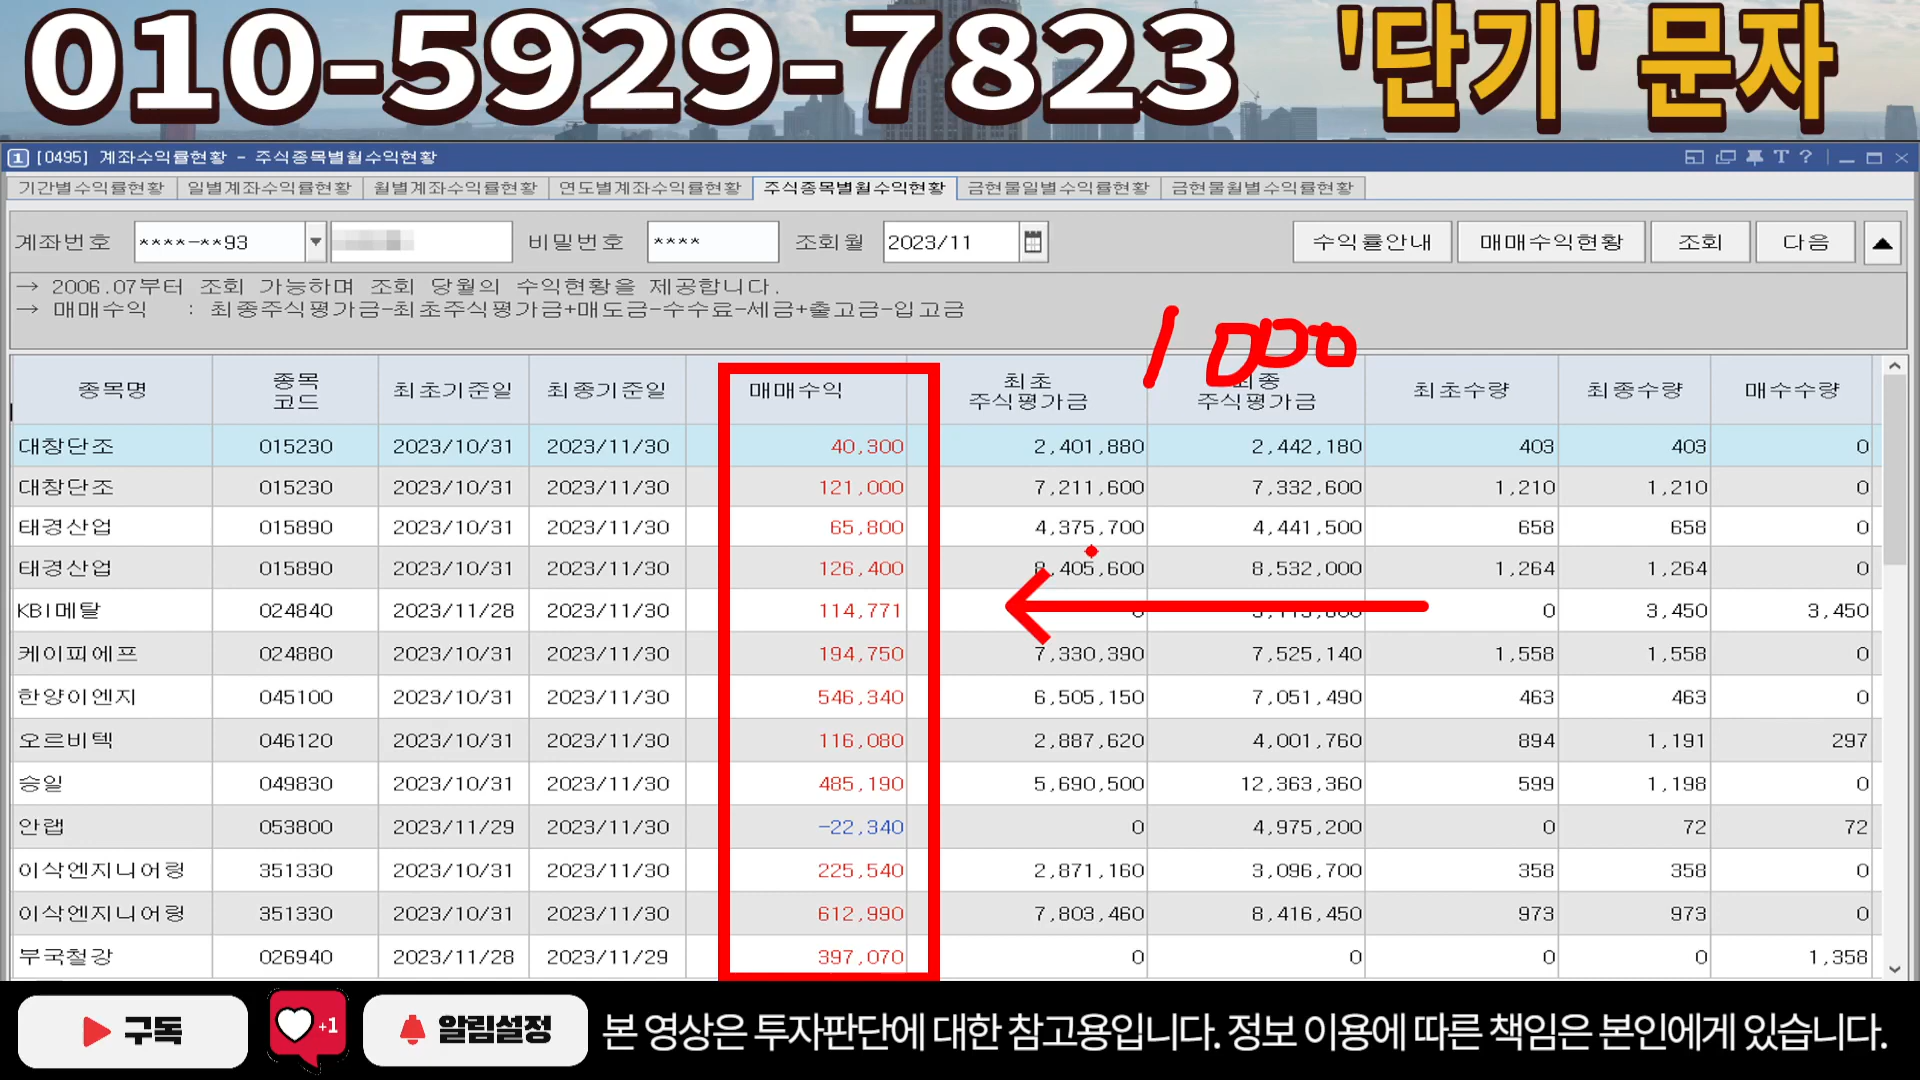 010-5929-7823 '단기' 문자
1 [0495] 계좌수익률현황 - 주식종목별월수익현황
기간별수익률현황 일별계좌수익률현황 월별계좌수익률현황 연도별계좌수익률현황 주식종목별월수익현황 금현물일별수익률현황 금현물월별수익률현황
계좌번호 ****-**93 비밀번호 **** 조회월 2023/11 수익률안내 매매수익현황 조회 다음
→ 2006.07부터 조회 가능하며 조회 당월의 수익현황을 제공합니다.
→ 매매수익 : 최종주식평가금-최초주식평가금+매도금-수수료-세금+출고금-입고금
1000
종목명 종목코드 최초기준일 최종기준일 매매수익 최초주식평가금 최종주식평가금 최초수량 최종수량 매수수량
대창단조 015230 2023/10/31 2023/11/30 40,300 2,401,880 2,442,180 403 403 0
대창단조 015230 2023/10/31 2023/11/30 121,000 7,211,600 7,332,600 1,210 1,210 0
태경산업 015890 2023/10/31 2023/11/30 65,800 4,375,700 4,441,500 658 658 0
태경산업 015890 2023/10/31 2023/11/30 126,400 8,405,600 8,532,000 1,264 1,264 0
KBI메탈 024840 2023/11/28 2023/11/30 114,771 0 0 3,450 3,450
케이피에프 024880 2023/10/31 2023/11/30 194,750 7,330,390 7,525,140 1,558 1,558 0
한양이엔지 045100 2023/10/31 2023/11/30 546,340 6,505,150 7,051,490 463 463 0
오르비텍 046120 2023/10/31 2023/11/30 116,080 2,887,620 4,001,760 894 1,191 297
승일 049830 2023/10/31 2023/11/30 485,190 5,690,500 12,363,360 599 1,198 0
안랩 053800 2023/11/29 2023/11/30 -22,340 0 4,975,200 0 72 72
이삭엔지니어링 351330 2023/10/31 2023/11/30 225,540 2,871,160 3,096,700 358 358 0
이삭엔지니어링 351330 2023/10/31 2023/11/30 612,990 7,803,460 8,416,450 973 973 0
부국철강 026940 2023/11/28 2023/11/29 397,070 0 0 0 0 1,358
구독 +1 알림설정 본 영상은 투자판단에 대한 참고용입니다. 정보 이용에 따른 책임은 본인에게 있습니다.